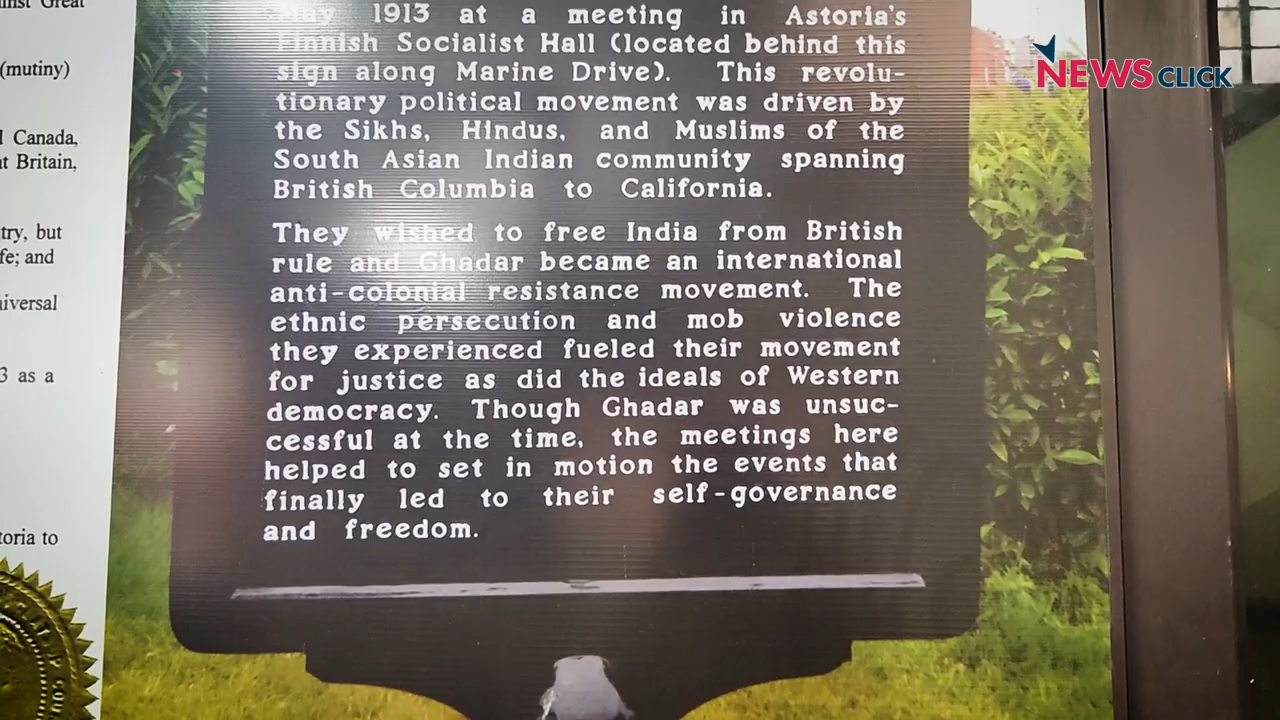 inst Great
(mutiny)
Canada,
at Britain,
try, but
fe; and
niversal
3 as a
toria to
May 1913 at a meeting in Astoria's
Finnish Socialist Hall (located behind this
sign along Marine Drive). This revolu-
tionary political movement was driven by
the Sikhs, Hindus, and Muslims of the
South Asian Indian community spanning
British Columbia to California.
They wished to free India from British
rule and Ghadar became an international
anti-colonial resistance movement. The
ethnic persecution and mob violence
they experienced fueled their movement
for justice as did the ideals of Western
democracy. Though Ghadar was unsuc-
cessful at the time, the meetings here
helped to set in motion the events that
finally led to their self-governance
and freedom.
NEWSCLICK